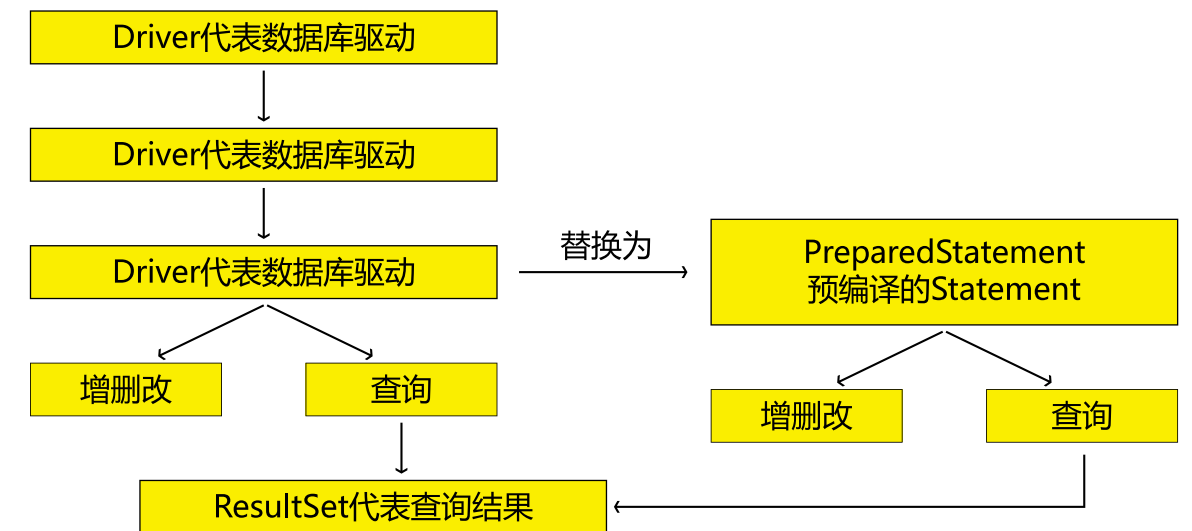 Driver代表数据库驱动
Driver代表数据库驱动
Driver代表数据库驱动
替换为
PreparedStatement
预编译的Statement
增删改
查询
增删改
查询
ResultSet代表查询结果